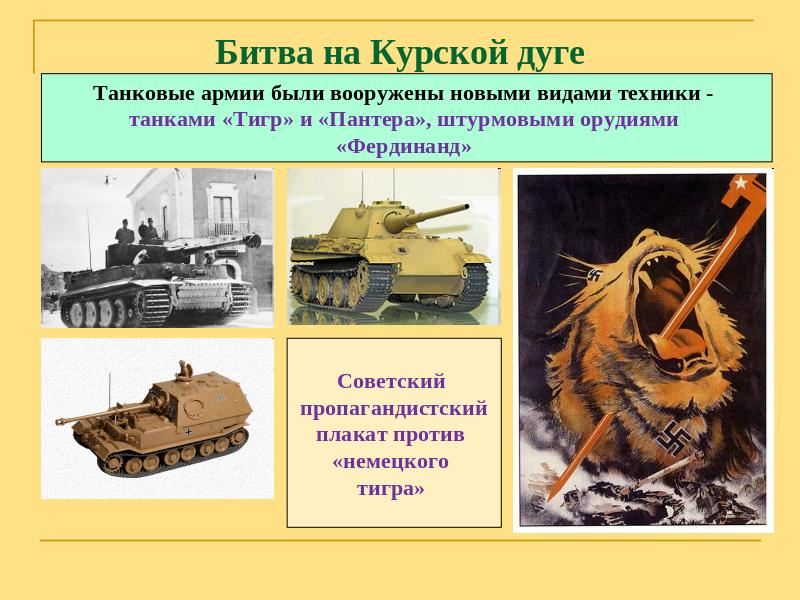 Битва на Курской дуге
Танковые армии были вооружены новыми видами техники -
танками «Тигр» и «Пантера», штурмовыми орудиями
«Фердинанд»
Советский
пропагандистский
плакат против
«немецкого
тигра»